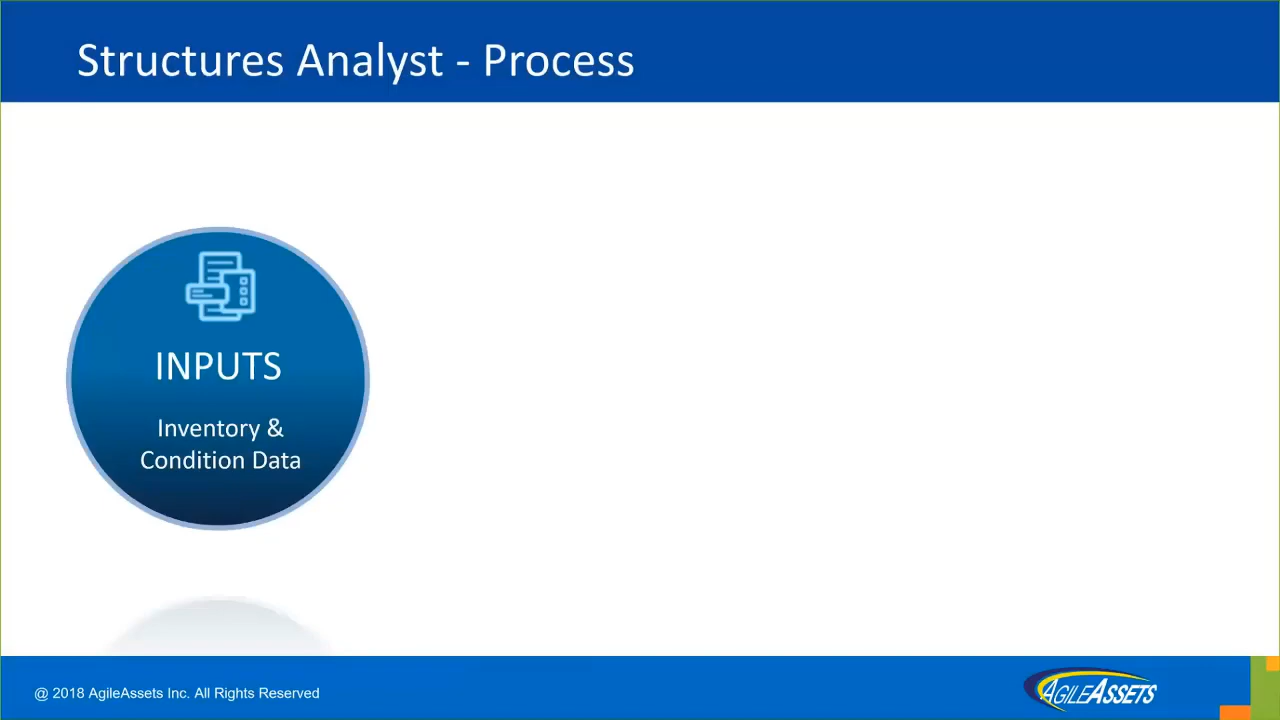 Structures Analyst - Process
INPUTS
Inventory &
Condition Data
@ 2018 AgileAssets Inc. All Rights Reserved
AGILEASSETS